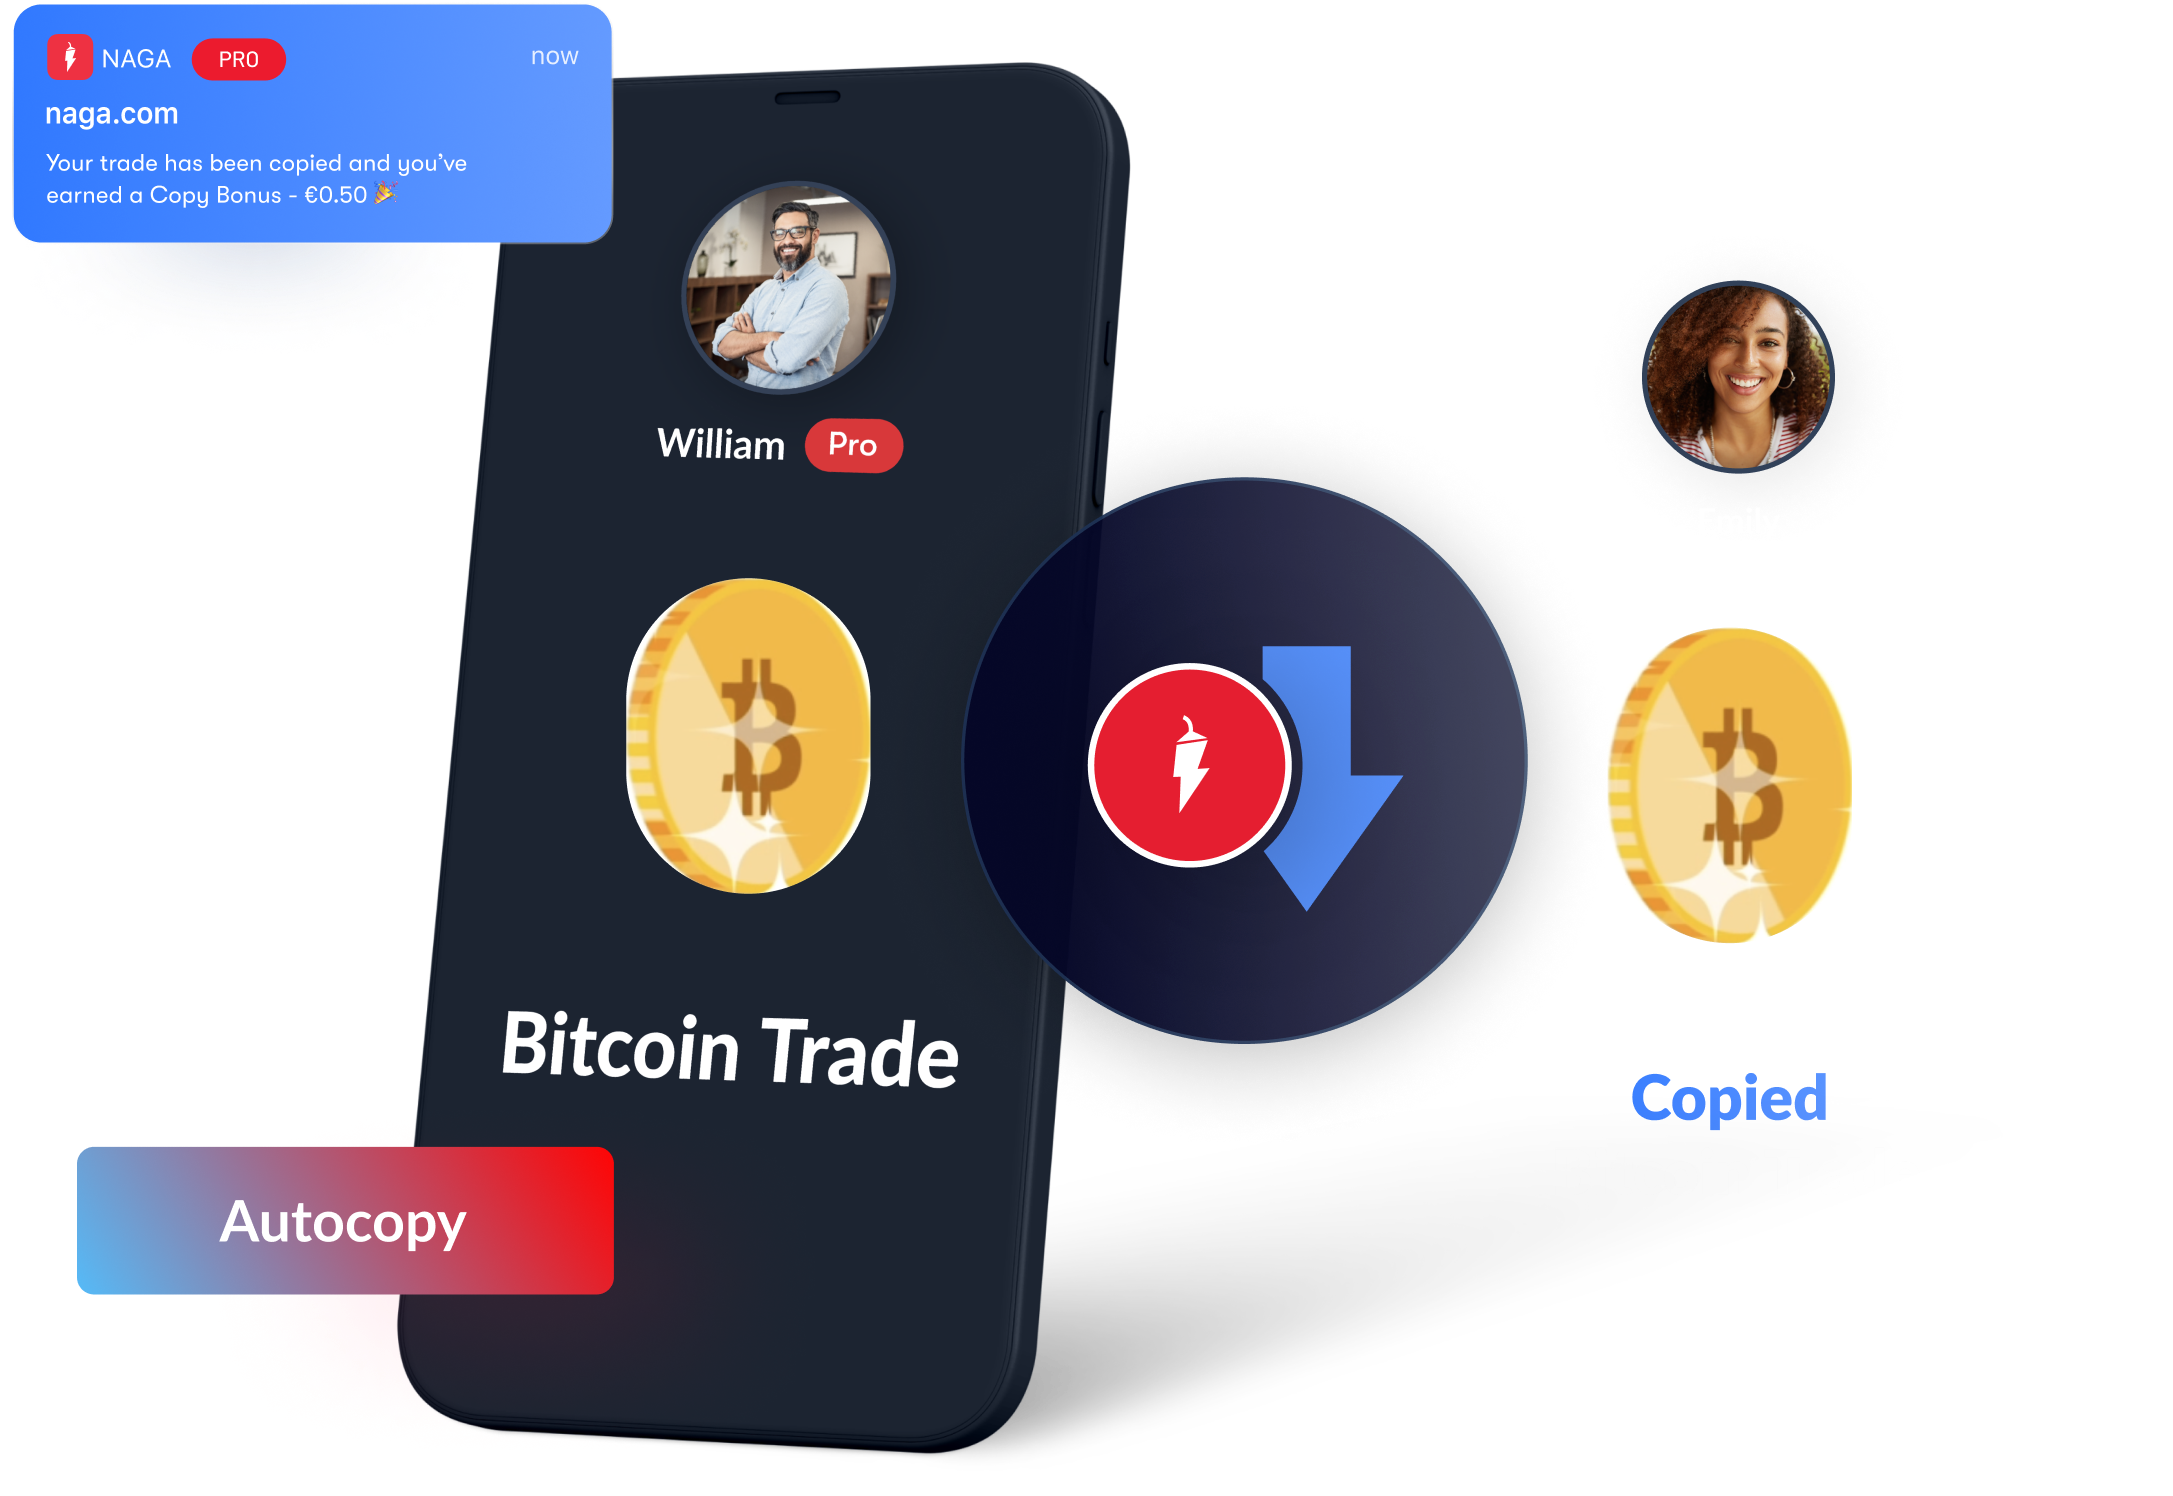 NAGA PRO now
naga.com
Your trade has been copied and you've
earned a Copy Bonus - €0.50 🎉
William Pro
Bitcoin Trade
Copied
Autocopy